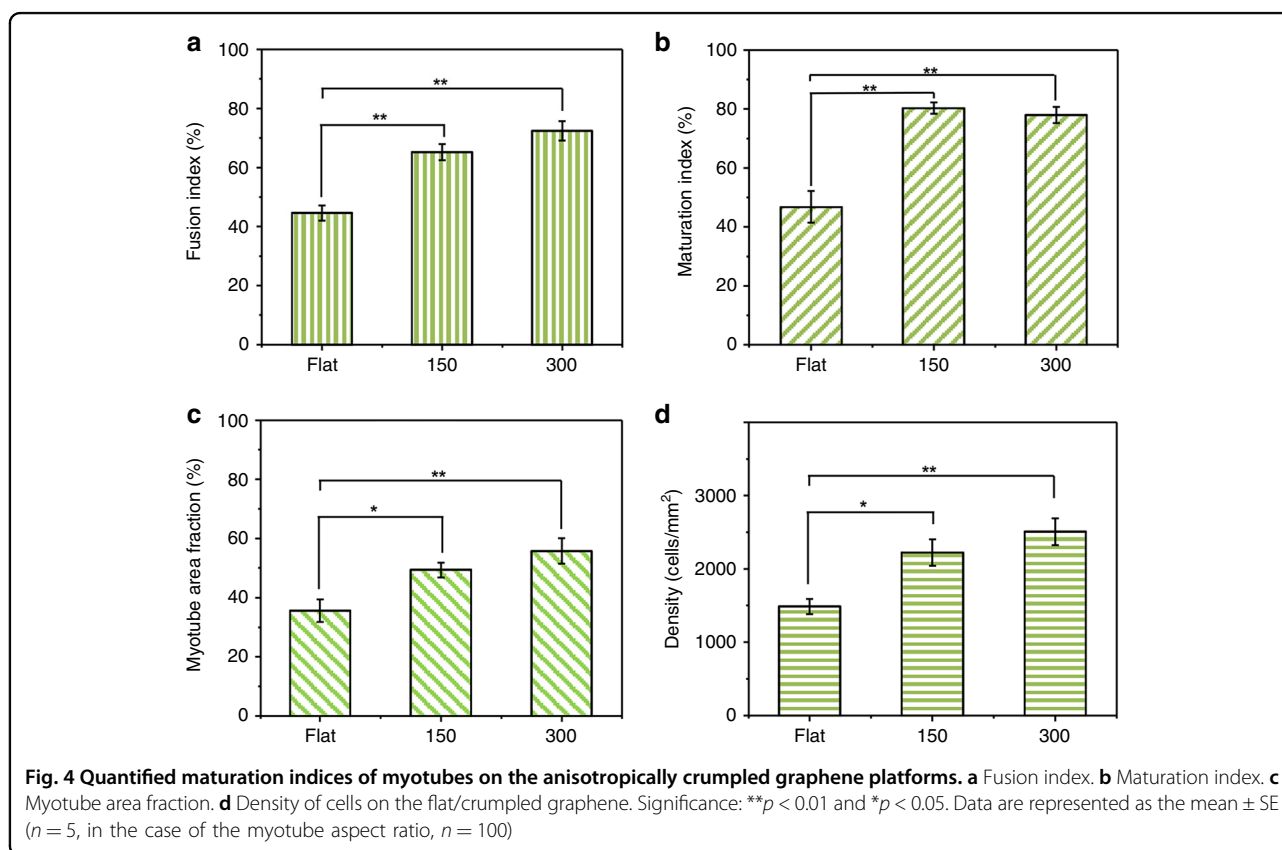 a
100
80
60
40
20
0
Fusion index (%)
**
**
Flat 150 300
b
100
80
60
40
20
0
Maturation index (%)
**
**
Flat 150 300
c
100
80
60
40
20
0
Myotube area fraction (%)
**
*
Flat 150 300
d
3000
2000
1000
0
Density (cells/mm²)
**
*
Flat 150 300
Fig. 4 Quantified maturation indices of myotubes on the anisotropically crumpled graphene platforms. a Fusion index. b Maturation index. c
Myotube area fraction. d Density of cells on the flat/crumpled graphene. Significance: **p < 0.01 and *p < 0.05. Data are represented as the mean ± SE
(n = 5, in the case of the myotube aspect ratio, n = 100)